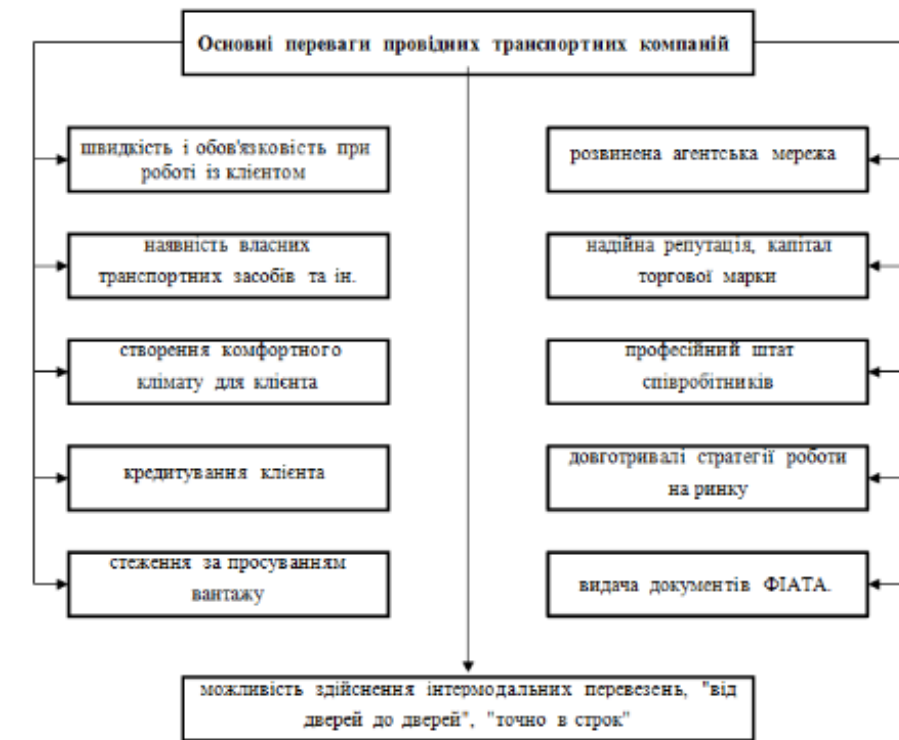 Основні переваги провідних транспортних компаній
швидкість і обов'язковість при
роботі із клієнтом
наявність власних
транспортних засобів та ін.
створення комфортного
клімату для клієнта
кредитування клієнта
стеження за просуванням
вантажу
розвинена агентська мережа
надійна репутація, капітал
торгової марки
професійний штат
співробітників
довготривалі стратегії роботи
на ринку
видача документів ФІАТА.
можливість здійснення інтермодальних перевезень, "від
дверей до дверей", "точно в строк"